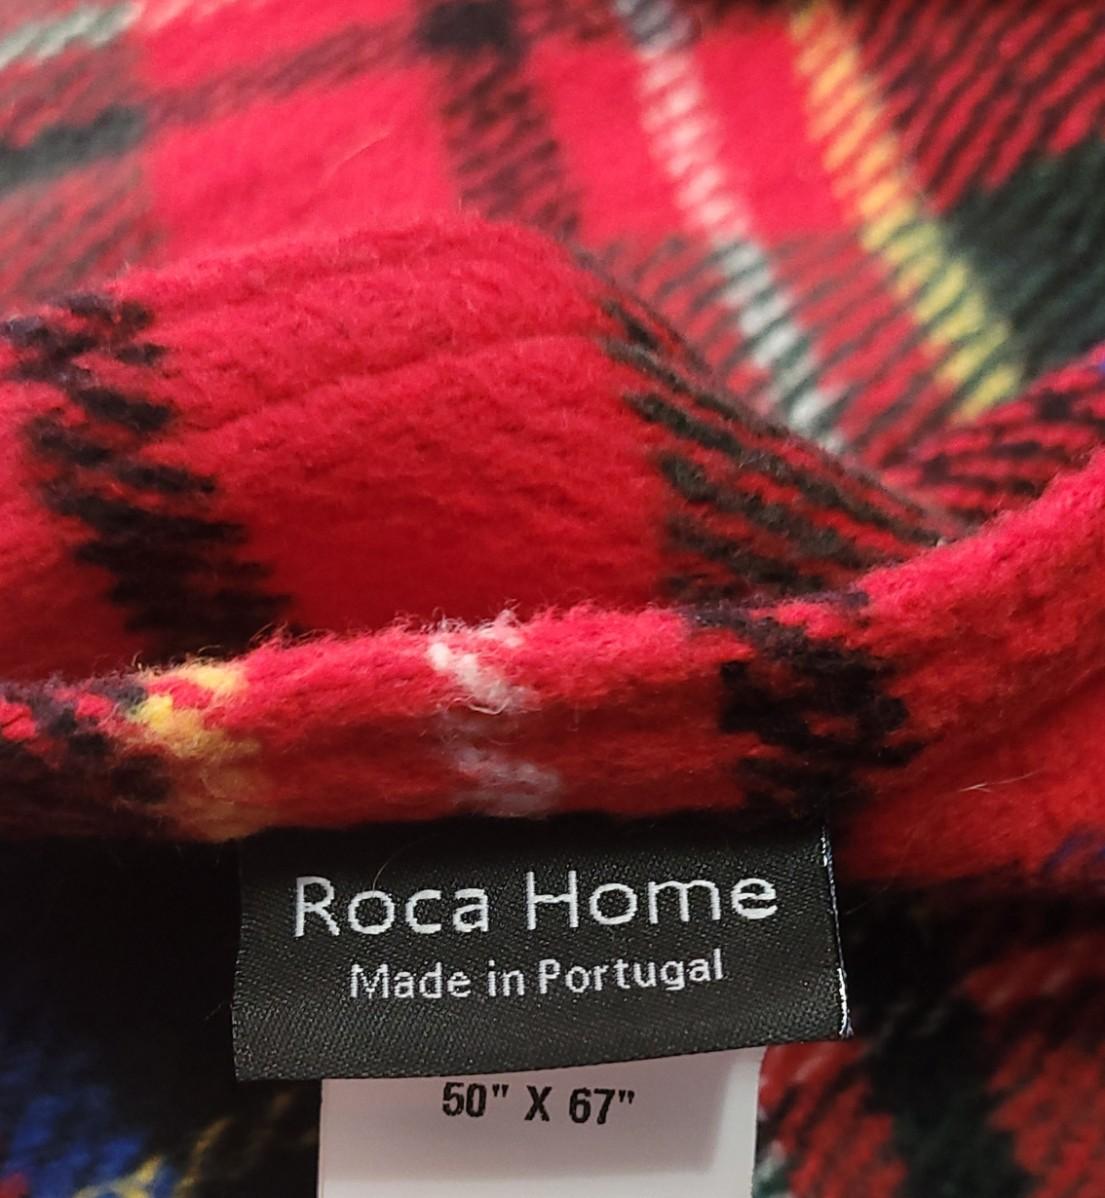 Roca Home
Made in Portugal
50" X 67"